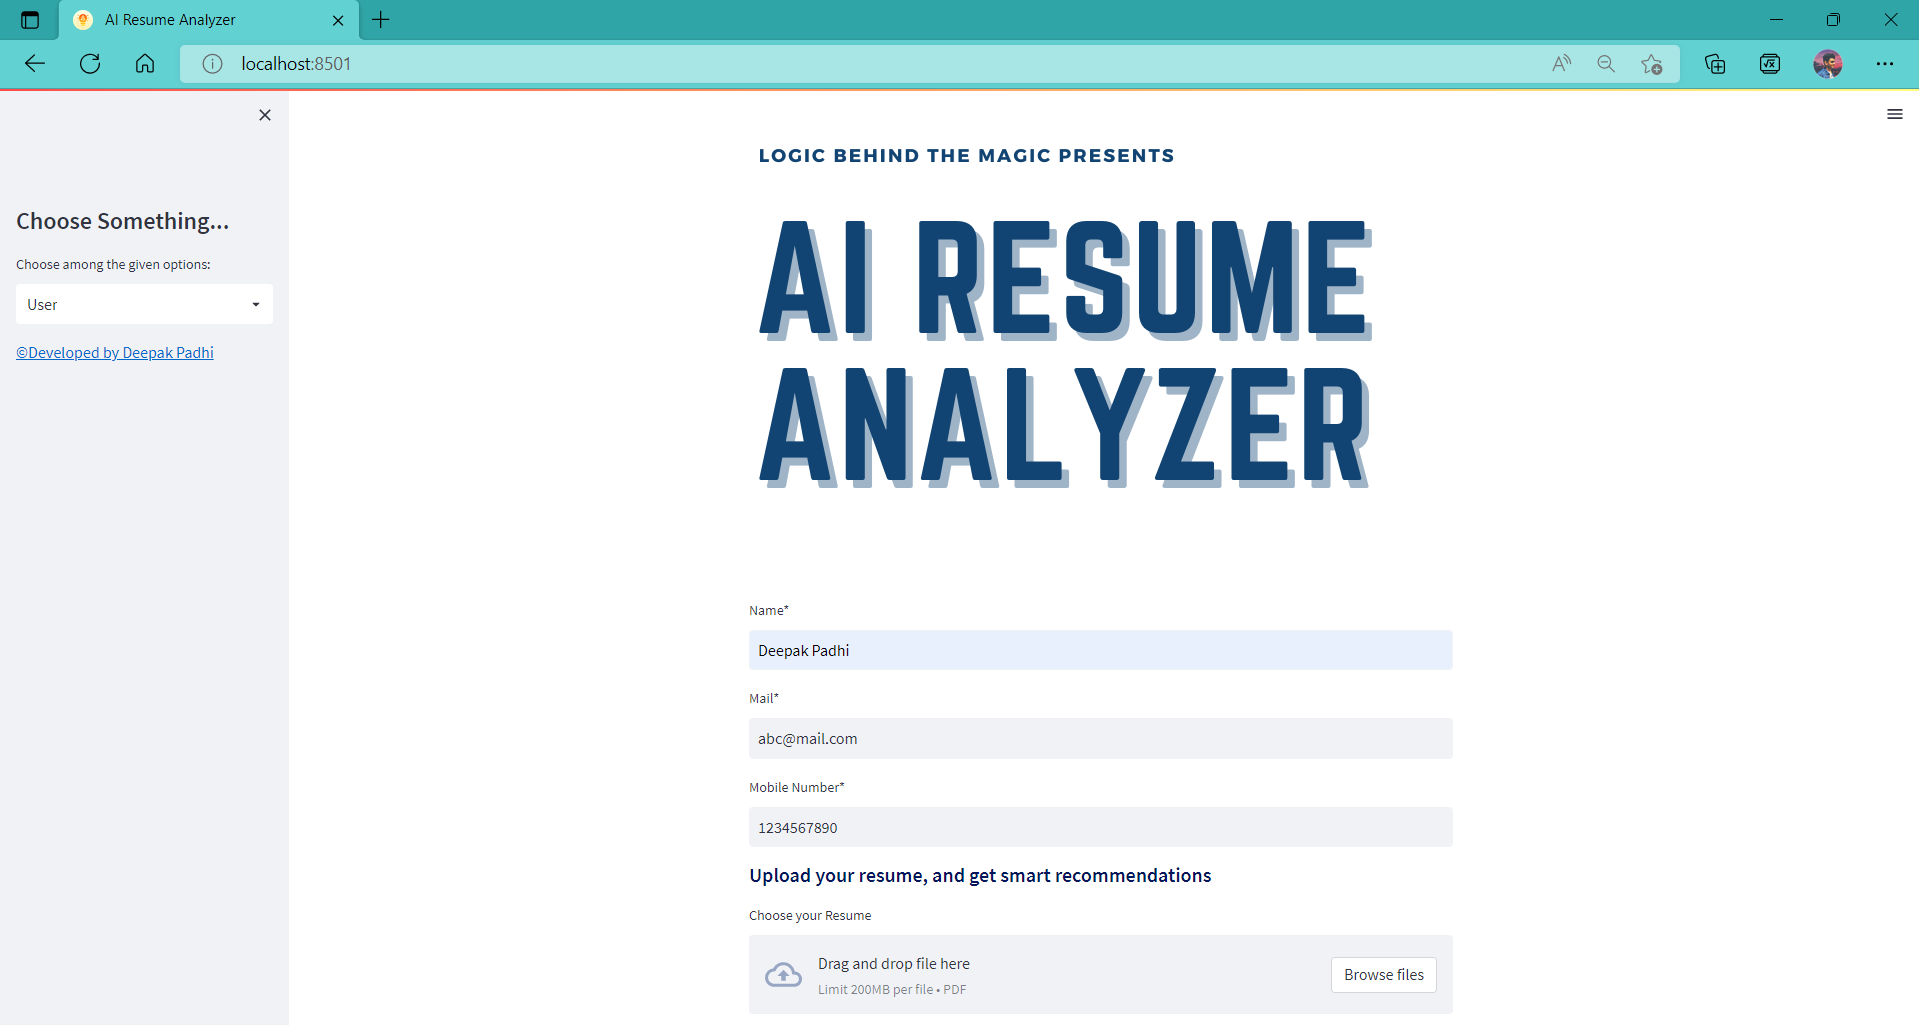 AI Resume Analyzer
localhost:8501
Choose Something...
Choose among the given options:
User
©Developed by Deepak Padhi
LOGIC BEHIND THE MAGIC PRESENTS
AI RESUME
ANALYZER
Name*
Deepak Padhi
Mail*
abc@mail.com
Mobile Number*
1234567890
Upload your resume, and get smart recommendations
Choose your Resume
Drag and drop file here
Limit 200MB per file • PDF
Browse files